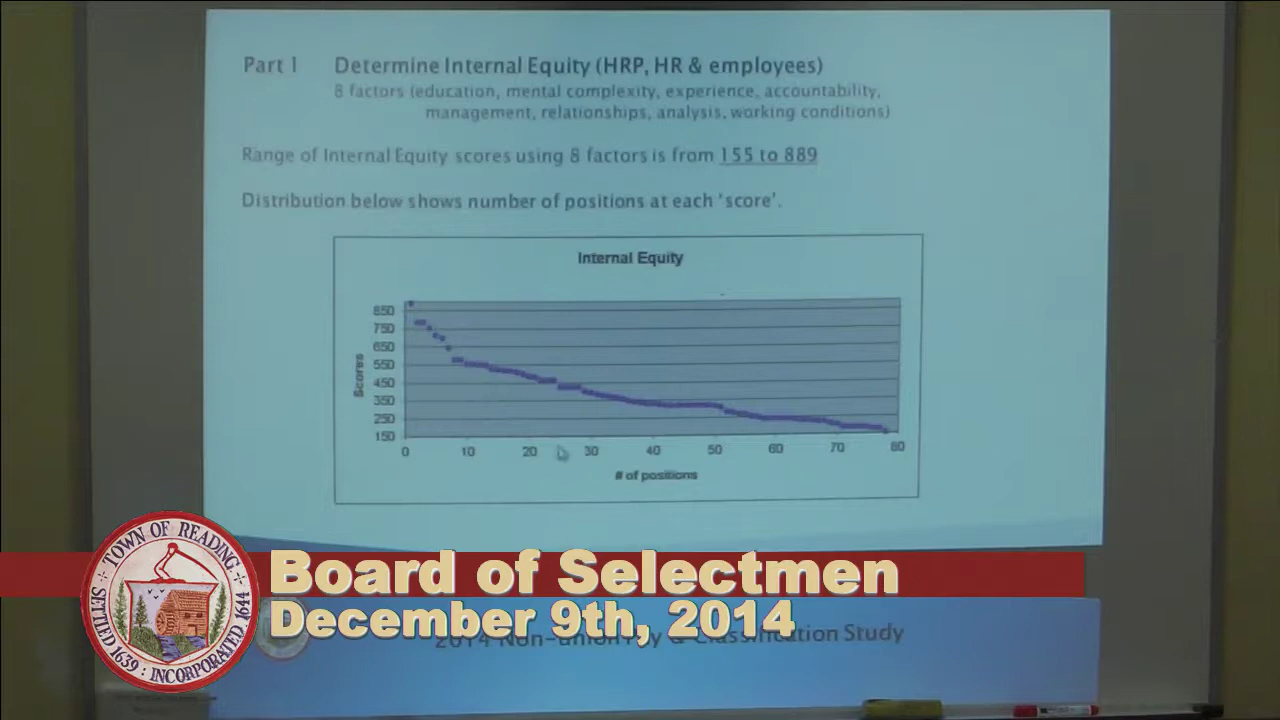 Part 1 Determine Internal Equity (HRP, HR & employees)
8 factors (education, mental complexity, experience, accountability,
management, relationships, analysis, working conditions)
Range of Internal Equity scores using 8 factors is from 155 to 889
Distribution below shows number of positions at each 'score'.
Internal Equity
850
750
650
550
450
350
250
150
Scores
0 10 20 30 40 50 60 70 80
# of positions
TOWN OF READING
SETTLED 1639 : INCORPORATED 1644
Board of Selectmen
December 9th, 2014
2014 Non-union Pay & Classification Study